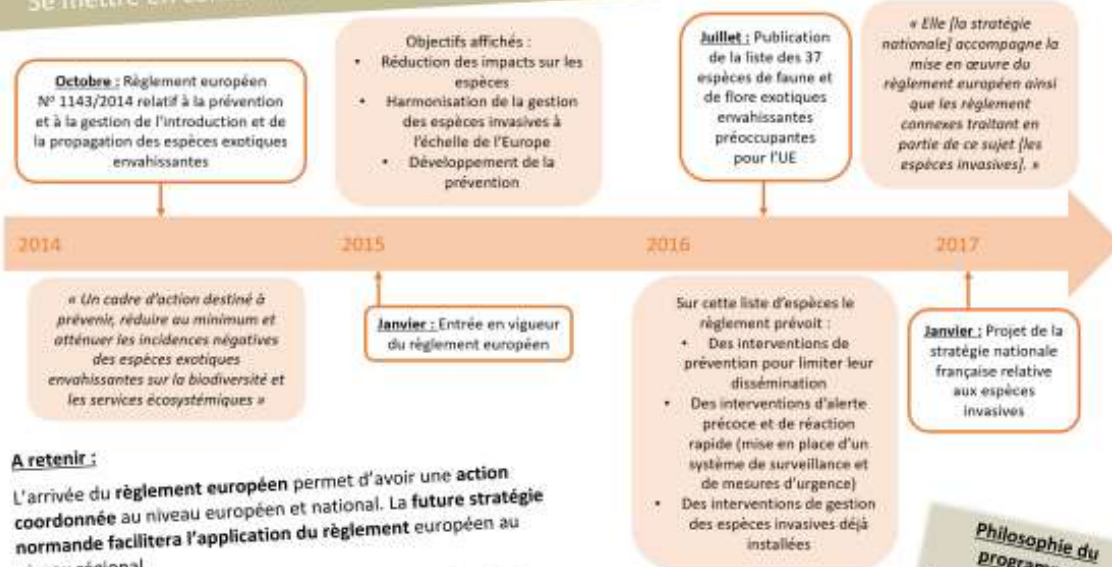 Se mettre en
Octobre : Règlement européen
N° 1143/2014 relatif à la prévention
et à la gestion de l'introduction et de
la propagation des espèces exotiques
envahissantes
Objectifs affichés :
• Réduction des impacts sur les
espèces
• Harmonisation de la gestion
des espèces invasives à
l'échelle de l'Europe
• Développement de la
prévention
Juillet : Publication
de la liste des 37
espèces de faune et
de flore exotiques
envahissantes
préoccupantes
pour l'UE
« Elle [la stratégie
nationale] accompagne la
mise en œuvre du
règlement européen ainsi
que les règlement
connexes traitant en
partie de ce sujet [les
espèces invasives]. »
2014
2015
2016
2017
« Un cadre d'action destiné à
prévenir, réduire au minimum et
atténuer les incidences négatives
des espèces exotiques
envahissantes sur la biodiversité et
les services écosystémiques »
Janvier : Entrée en vigueur
du règlement européen
Sur cette liste d'espèces le
règlement prévoit :
• Des interventions de
prévention pour limiter leur
dissémination
• Des interventions d'alerte
précoce et de réaction
rapide (mise en place d'un
système de surveillance et
de mesures d'urgence)
• Des interventions de gestion
des espèces invasives déjà
installées
Janvier : Projet de la
stratégie nationale
française relative
aux espèces
invasives
A retenir :
L'arrivée du règlement européen permet d'avoir une action
coordonnée au niveau européen et national. La future stratégie
normande facilitera l'application du règlement européen au
régional
Philosophie du